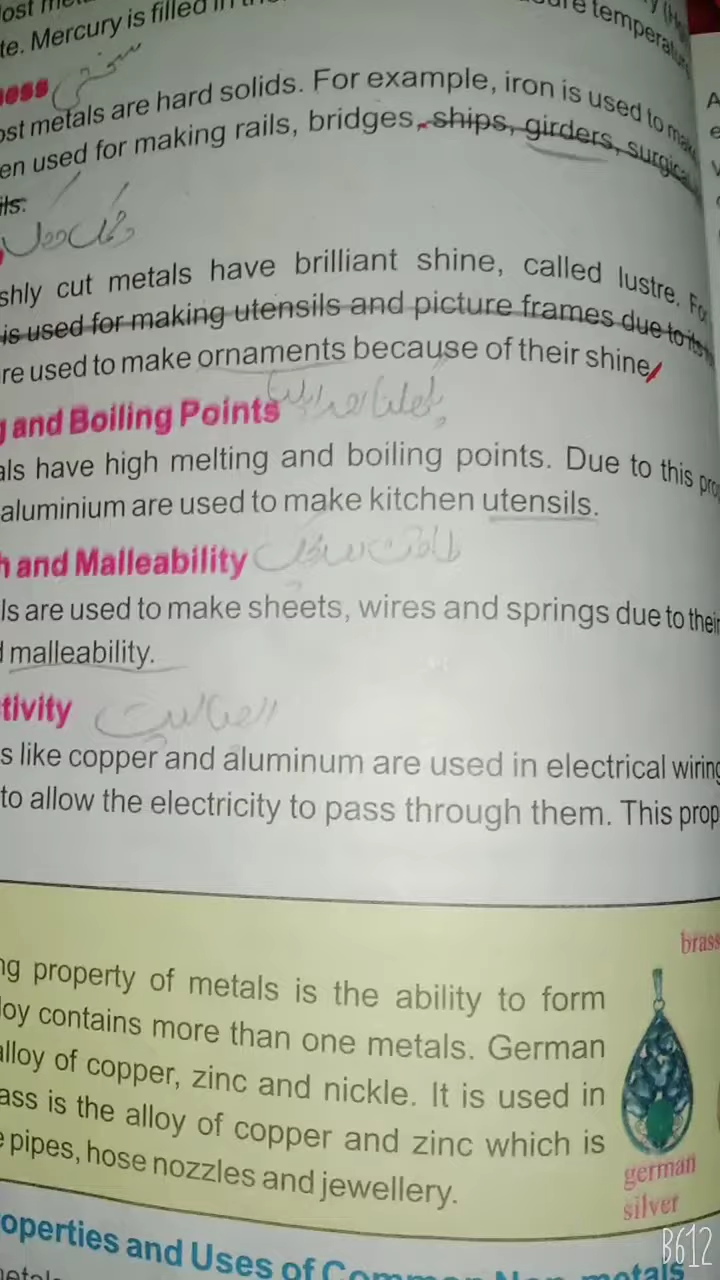 te. Mercury is filled in
temperature
ness سختی
ost metals are hard solids. For example, iron is used to make
en used for making rails, bridges, ships, girders, surgica
ils.
shly cut metals have brilliant shine, called lustre. For
is used for making utensils and picture frames due to its
re used to make ornaments because of their shine
g and Boiling Points
als have high melting and boiling points. Due to this prop
aluminium are used to make kitchen utensils.
h and Malleability
ls are used to make sheets, wires and springs due to their
d malleability.
tivity
s like copper and aluminum are used in electrical wiring
to allow the electricity to pass through them. This prop
brass
ng property of metals is the ability to form
loy contains more than one metals. German
alloy of copper, zinc and nickle. It is used in
ass is the alloy of copper and zinc which is
e pipes, hose nozzles and jewellery.
german
silver
operties and Uses of Common Non-metals
B612